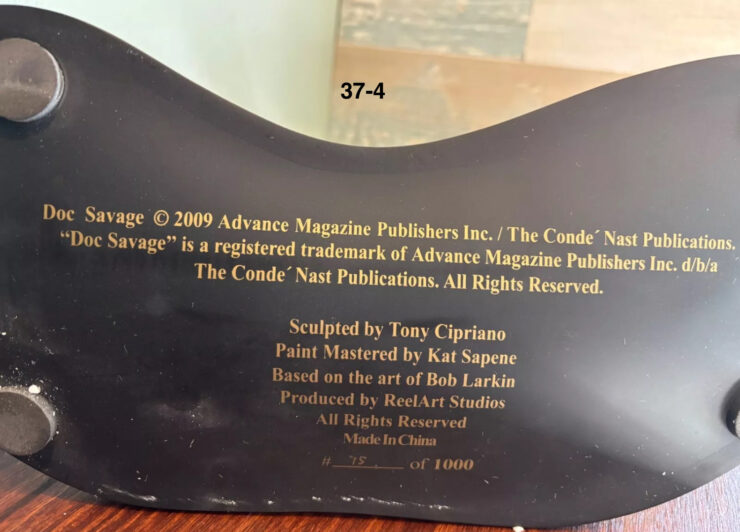 37-4
Doc Savage © 2009 Advance Magazine Publishers Inc. / The Conde´ Nast Publications.
“Doc Savage” is a registered trademark of Advance Magazine Publishers Inc. d/b/a
The Conde´ Nast Publications. All Rights Reserved.
Sculpted by Tony Cipriano
Paint Mastered by Kat Sapene
Based on the art of Bob Larkin
Produced by ReelArt Studios
All Rights Reserved
Made In China
# of 1000